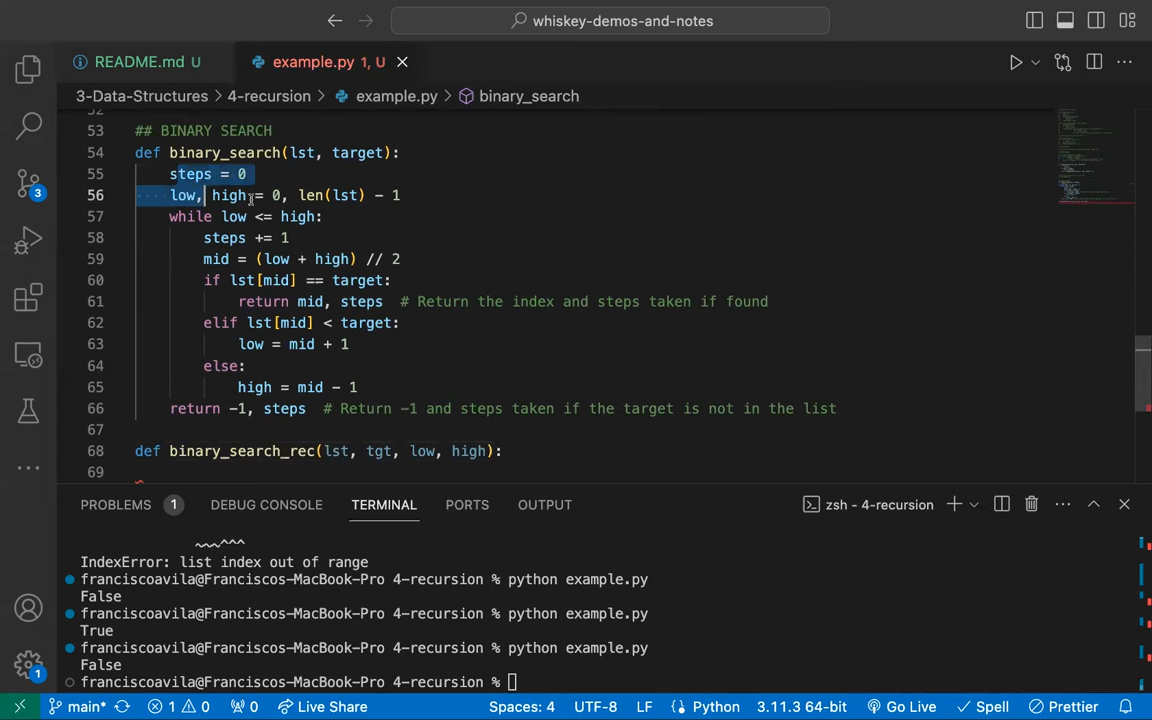 whiskey-demos-and-notes
README.md U
example.py 1, U
3-Data-Structures > 4-recursion > example.py > binary_search
52
53 ## BINARY SEARCH
54 def binary_search(lst, target):
55 steps = 0
56 low, high = 0, len(lst) - 1
57 while low <= high:
58 steps += 1
59 mid = (low + high) // 2
60 if lst[mid] == target:
61 return mid, steps # Return the index and steps taken if found
62 elif lst[mid] < target:
63 low = mid + 1
64 else:
65 high = mid - 1
66 return -1, steps # Return -1 and steps taken if the target is not in the list
67
68 def binary_search_rec(lst, tgt, low, high):
69
3
PROBLEMS 1 DEBUG CONSOLE TERMINAL PORTS OUTPUT zsh - 4-recursion
IndexError: list index out of range
franciscoavila@Franciscos-MacBook-Pro 4-recursion % python example.py
False
franciscoavila@Franciscos-MacBook-Pro 4-recursion % python example.py
True
franciscoavila@Franciscos-MacBook-Pro 4-recursion % python example.py
False
franciscoavila@Franciscos-MacBook-Pro 4-recursion %
1
main* 1 0 0 Live Share Spaces: 4 UTF-8 LF Python 3.11.3 64-bit Go Live Spell Prettier